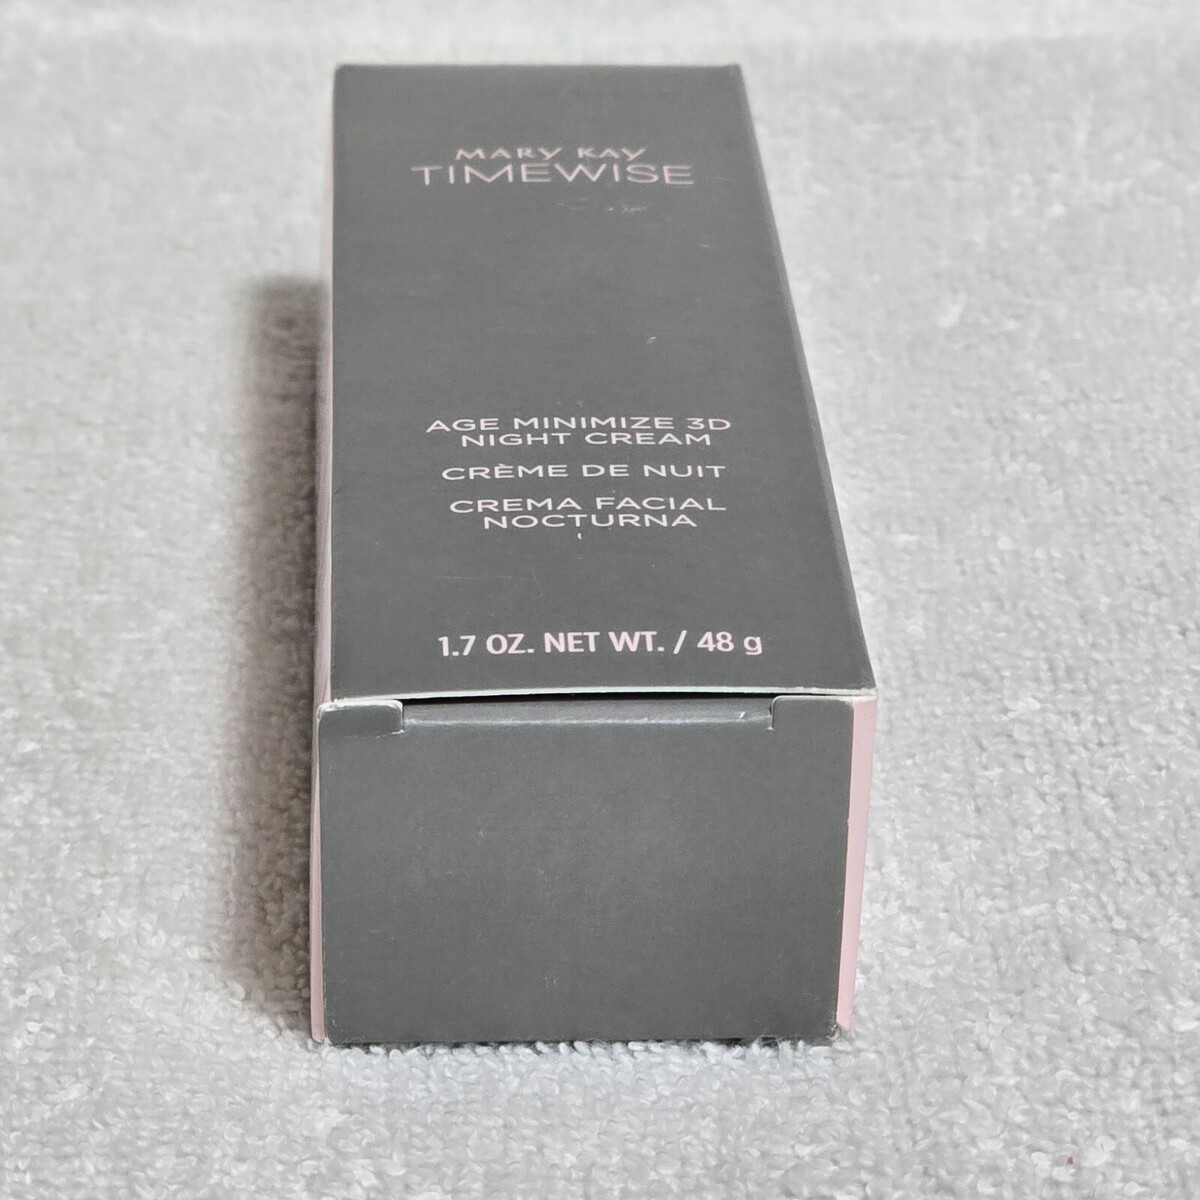 MARY KAY
TIMEWISE
AGE MINIMIZE 3D
NIGHT CREAM
CRÈME DE NUIT
CREMA FACIAL
NOCTURNA
1.7 OZ. NET WT. / 48 g